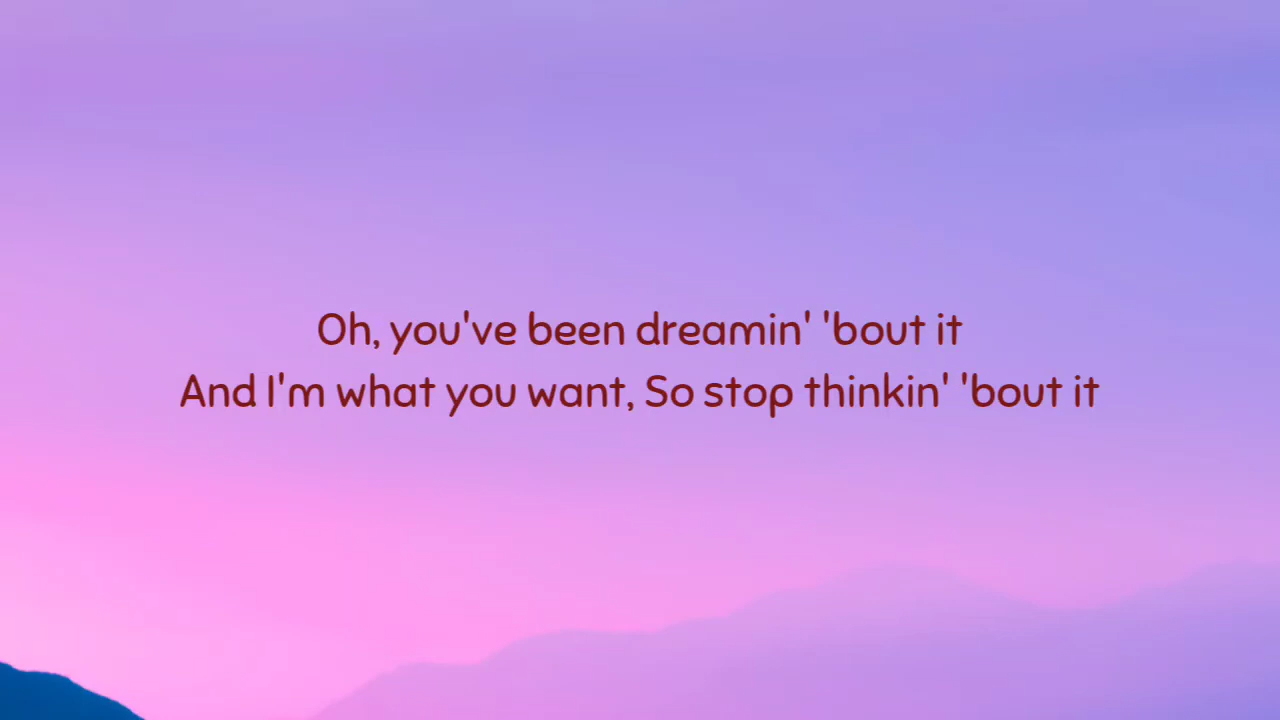 Oh, you've been dreamin' 'bout it
And I'm what you want, So stop thinkin' 'bout it